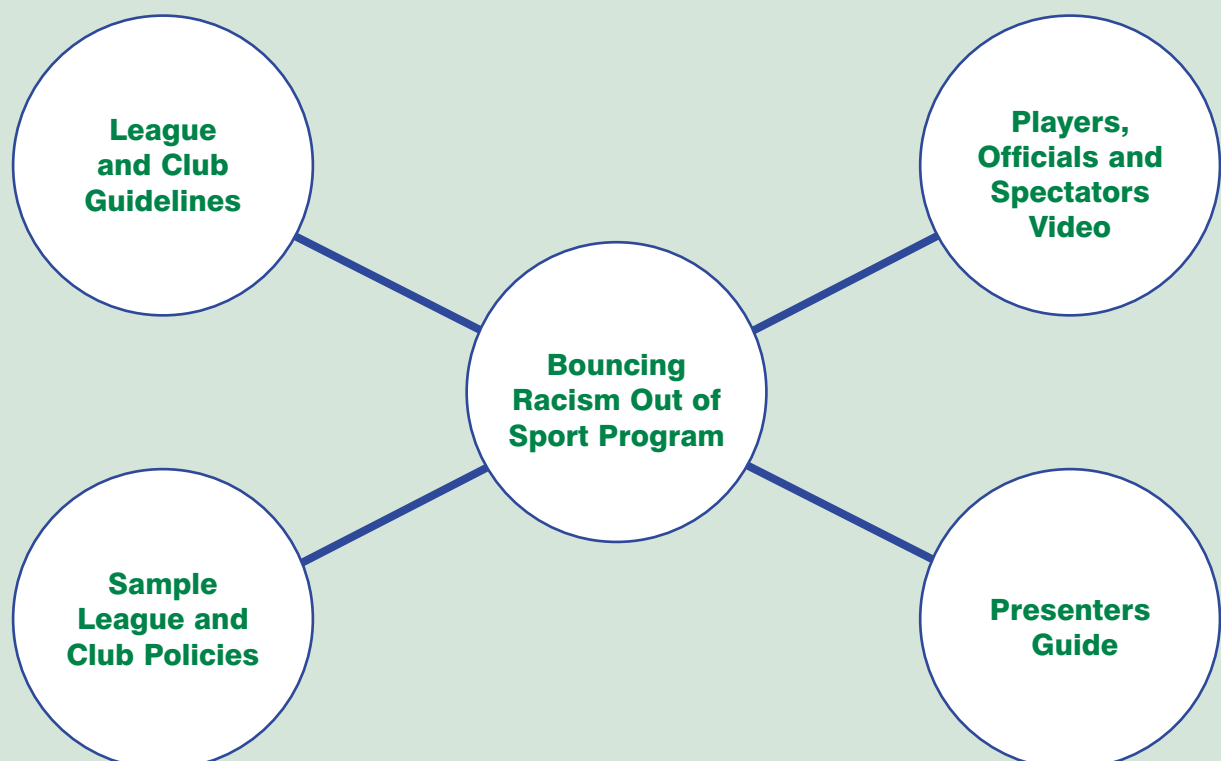 League
and Club
Guidelines
Players,
Officials and
Spectators
Video
Bouncing
Racism Out of
Sport Program
Sample
League and
Club Policies
Presenters
Guide